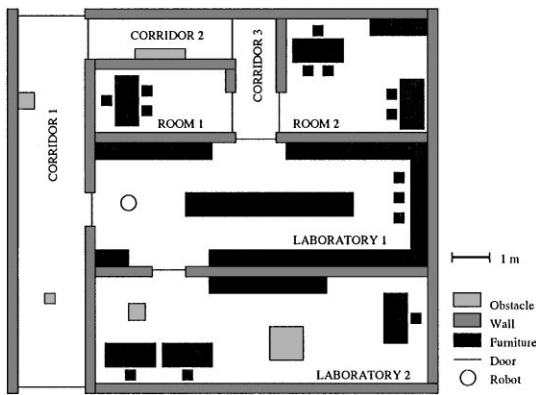 CORRIDOR 2
CORRIDOR 3
CORRIDOR 1
ROOM 1
ROOM 2
LABORATORY 1
1 m
Obstacle
Wall
Furniture
Door
Robot
LABORATORY 2